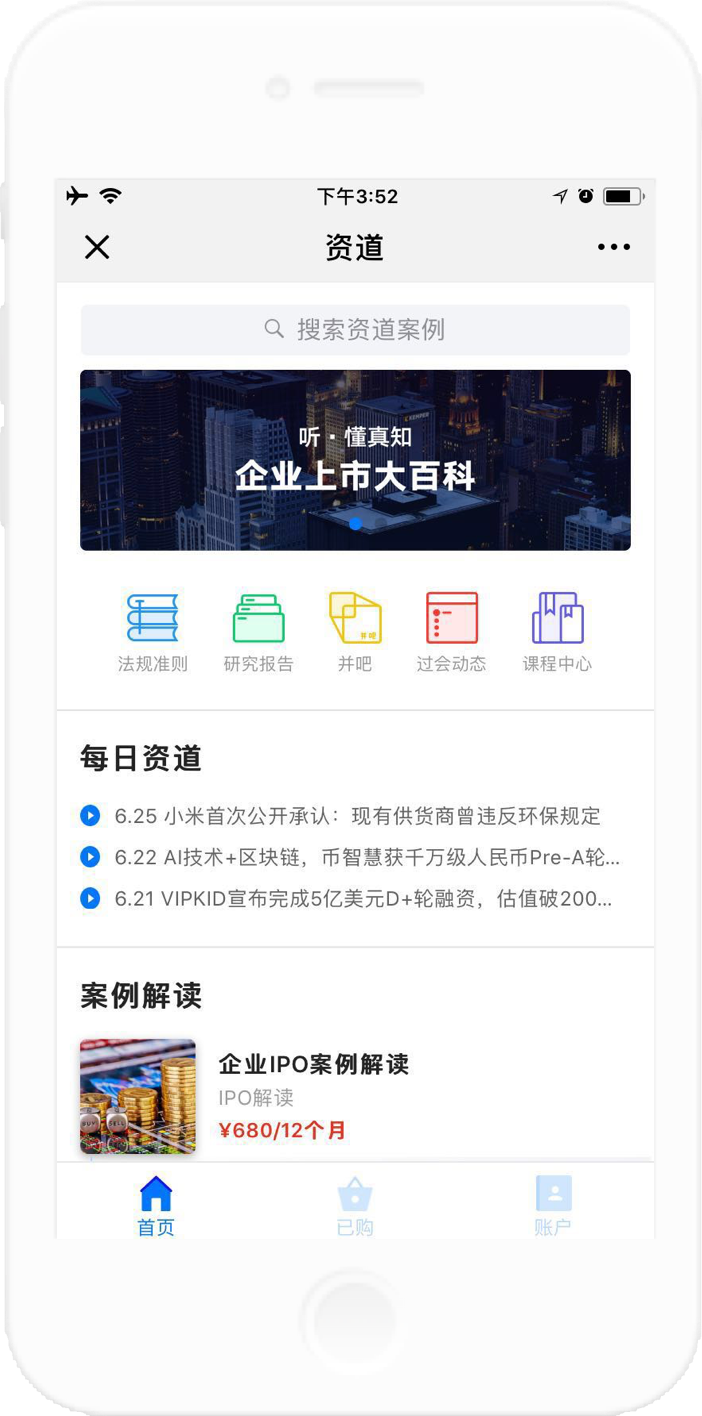 下午3:52
资道
搜索资道案例
KEMPER
听·懂真知
企业上市大百科
法规准则
研究报告
并吧
并吧
过会动态
课程中心
每日资道
6.25 小米首次公开承认：现有供货商曾违反环保规定
6.22 AI技术+区块链，币智慧获千万级人民币Pre-A轮...
6.21 VIPKID宣布完成5亿美元D+轮融资，估值破200...
案例解读
企业IPO案例解读
IPO解读
BUY
SELL
¥680/12个月
首页
已购
账户